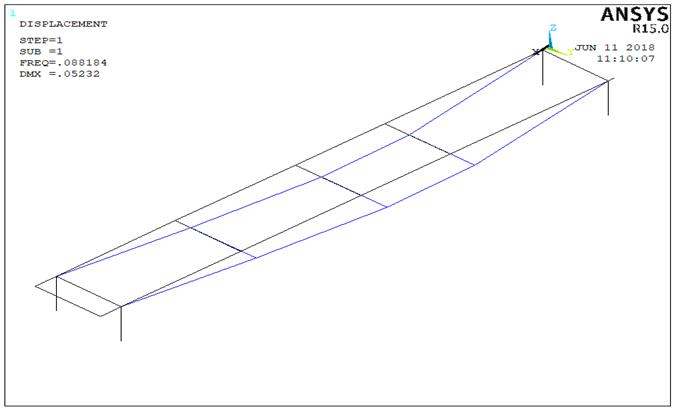 1
DISPLACEMENT
STEP=1
SUB =1
FREQ=.088184
DMX =.05232
ANSYS
R15.0
JUN 11 2018
11:10:07
Z
X
Y